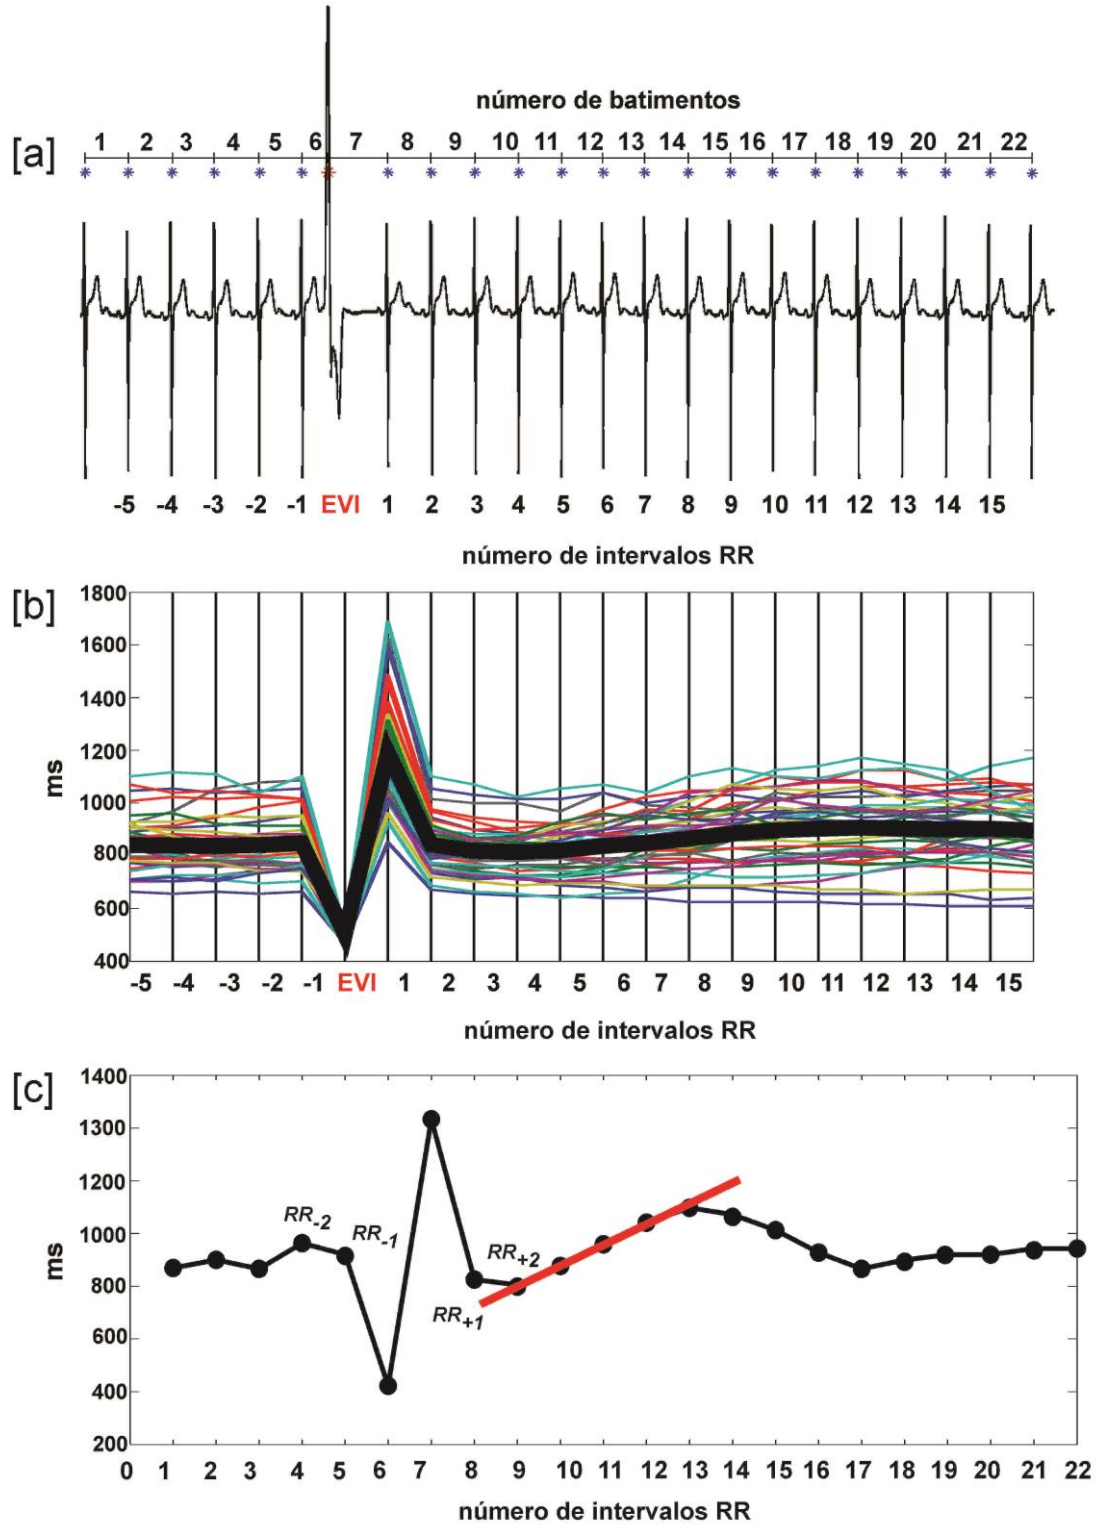 número de batimentos
[a] 1 2 3 4 5 6 7 8 9 10 11 12 13 14 15 16 17 18 19 20 21 22
-5 -4 -3 -2 -1 EVI 1 2 3 4 5 6 7 8 9 10 11 12 13 14 15
número de intervalos RR
[b]
1800
1600
1400
1200
ms
1000
800
600
400
-5 -4 -3 -2 -1 EVI 1 2 3 4 5 6 7 8 9 10 11 12 13 14 15
número de intervalos RR
[c]
1400
1300
1200
1000
ms
800
600
400
200
RR-2
RR-1
RR+2
RR+1
0 1 2 3 4 5 6 7 8 9 10 11 12 13 14 15 16 17 18 19 20 21 22
número de intervalos RR